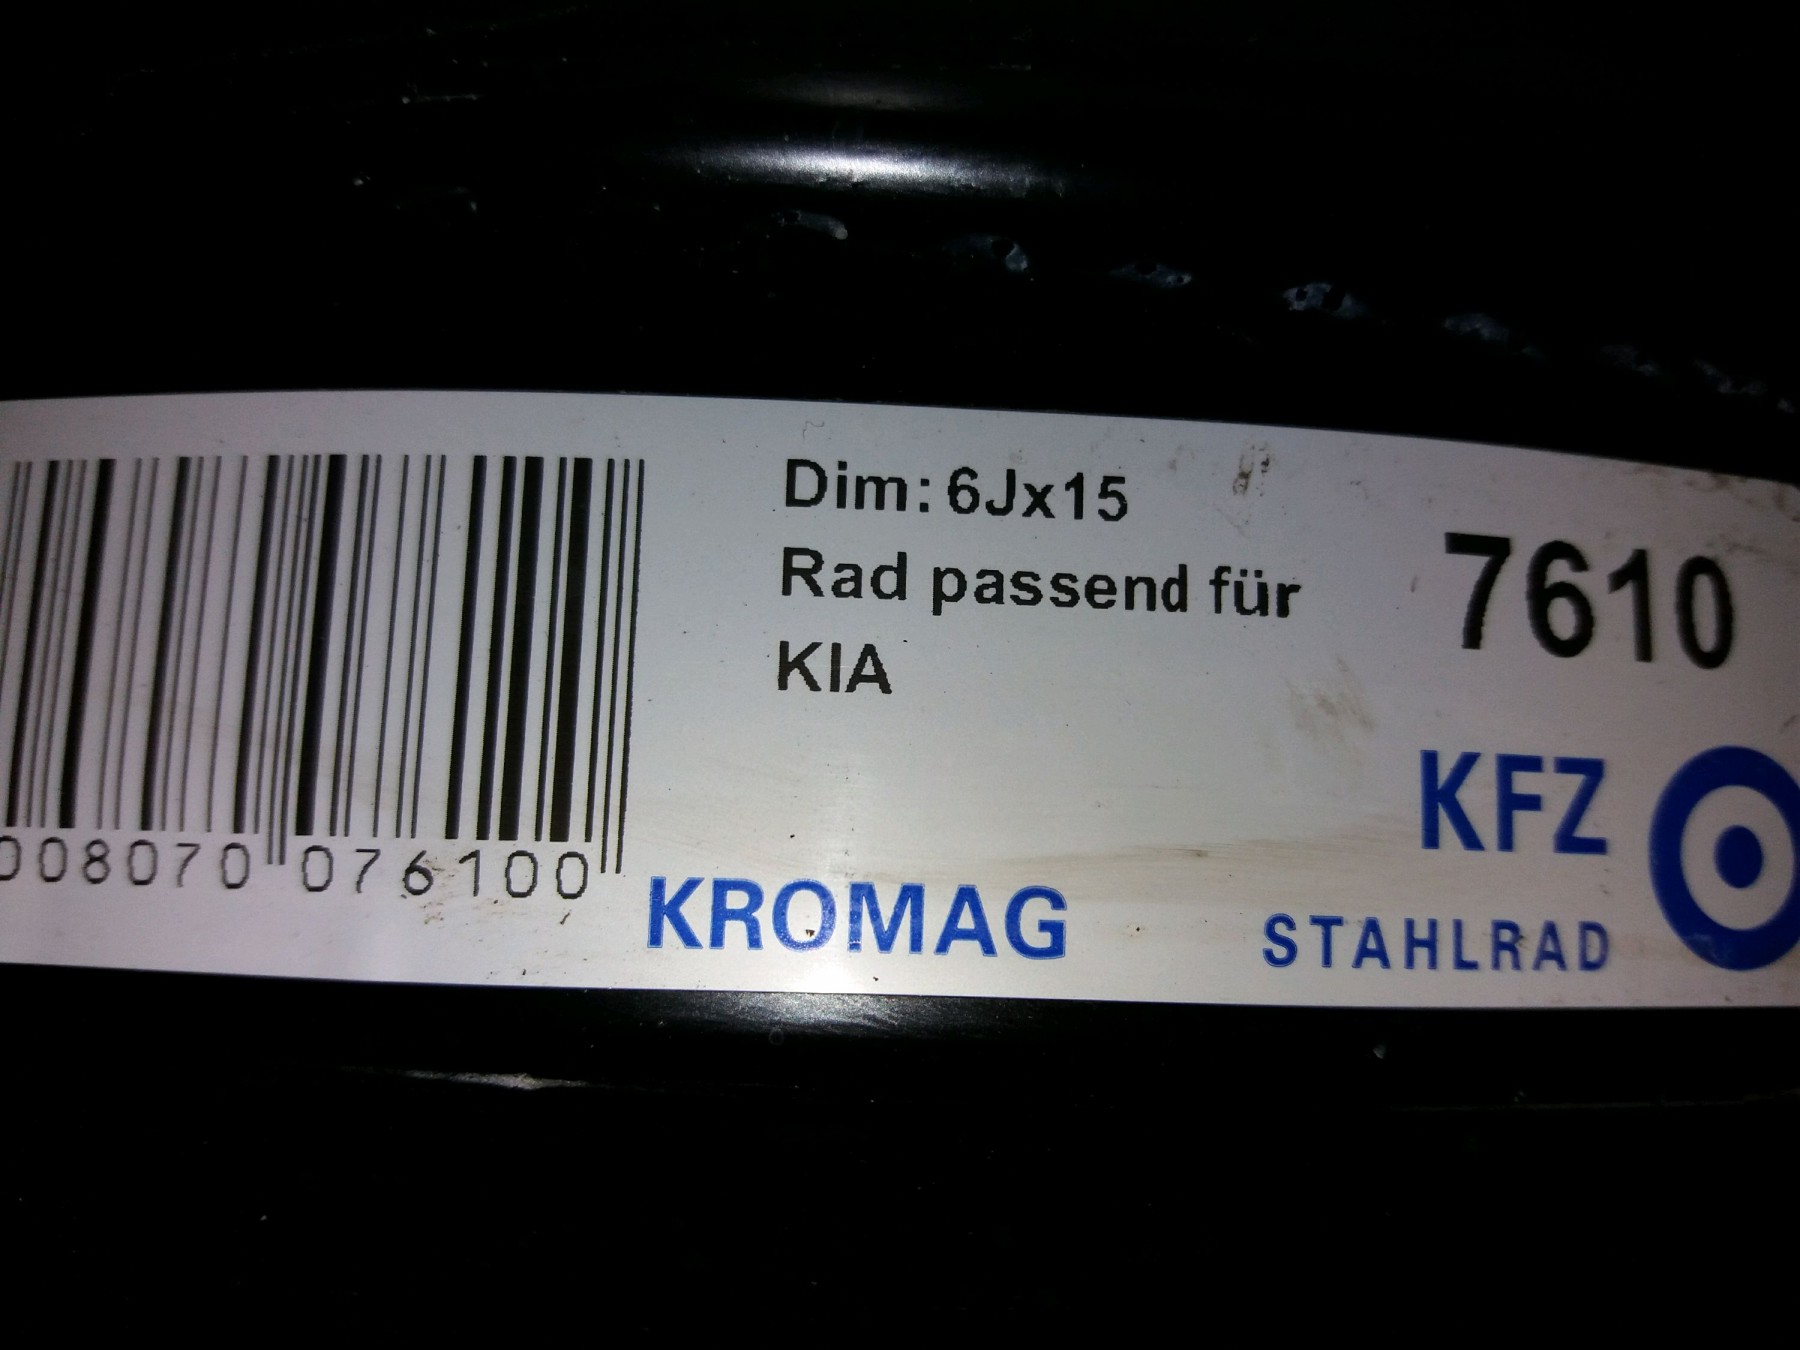 Dim: 6Jx15
Rad passend für
KIA
7610
KFZ
008070 076100
KROMAG
STAHLRAD